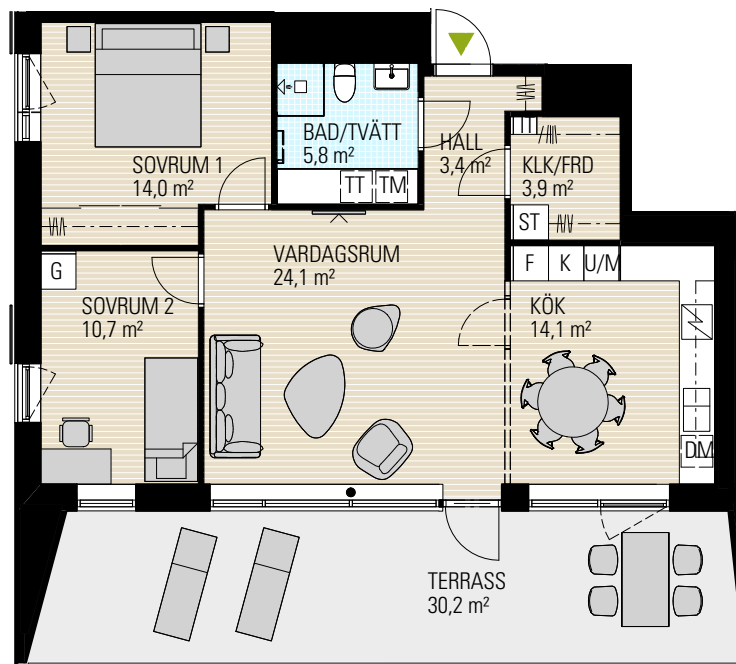 SOVRUM 1
14,0 m²
BAD/TVÄTT
5,8 m²
TT
TM
HALL
3,4 m²
KLK/FRD
3,9 m²
ST
G
SOVRUM 2
10,7 m²
VARDAGSRUM
24,1 m²
F
K
U/M
KÖK
14,1 m²
DM
TERRASS
30,2 m²